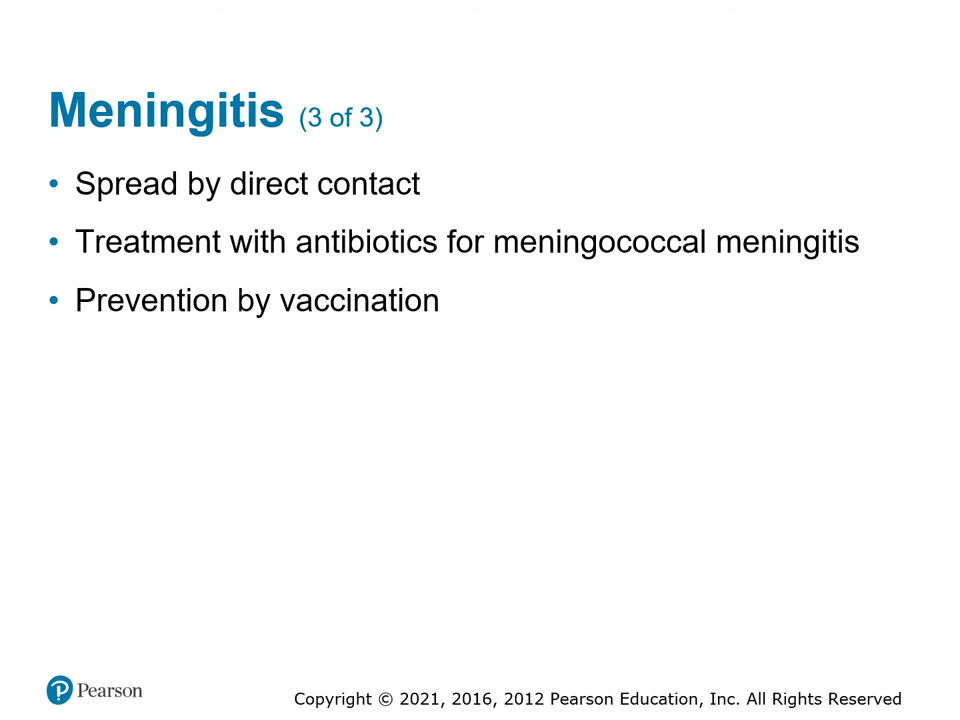 Meningitis (3 of 3)
• Spread by direct contact
• Treatment with antibiotics for meningococcal meningitis
• Prevention by vaccination
Pearson
Copyright © 2021, 2016, 2012 Pearson Education, Inc. All Rights Reserved